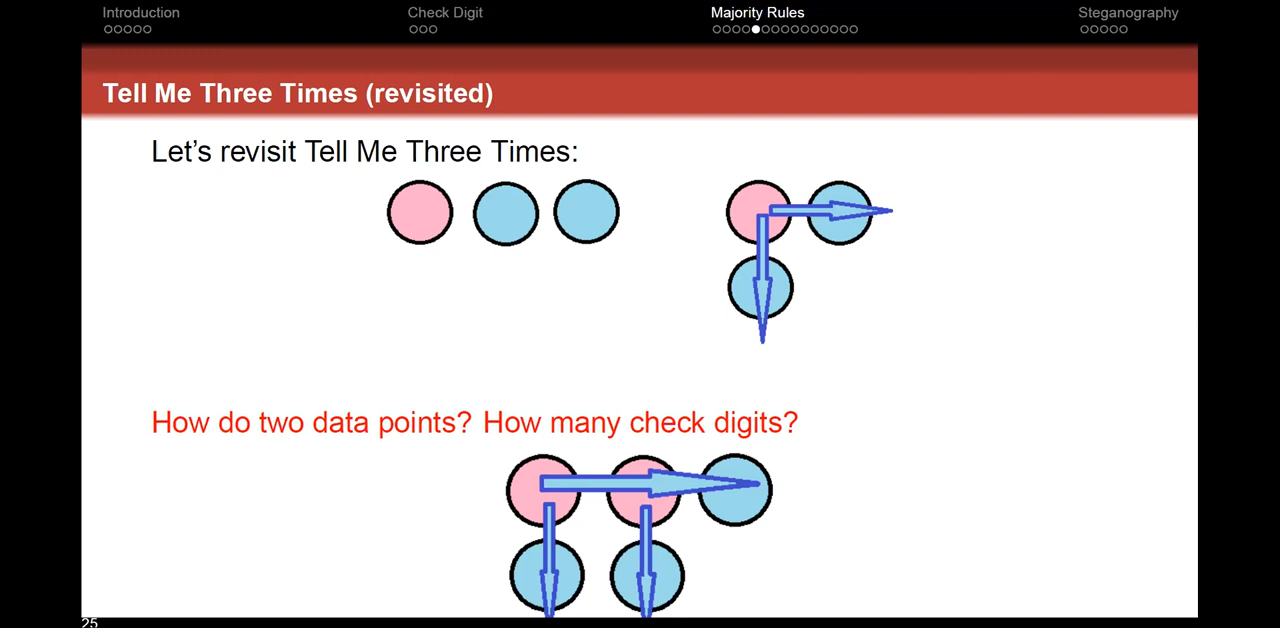 Introduction
Check Digit
Majority Rules
Steganography
Tell Me Three Times (revisited)
Let's revisit Tell Me Three Times:
How do two data points? How many check digits?
25